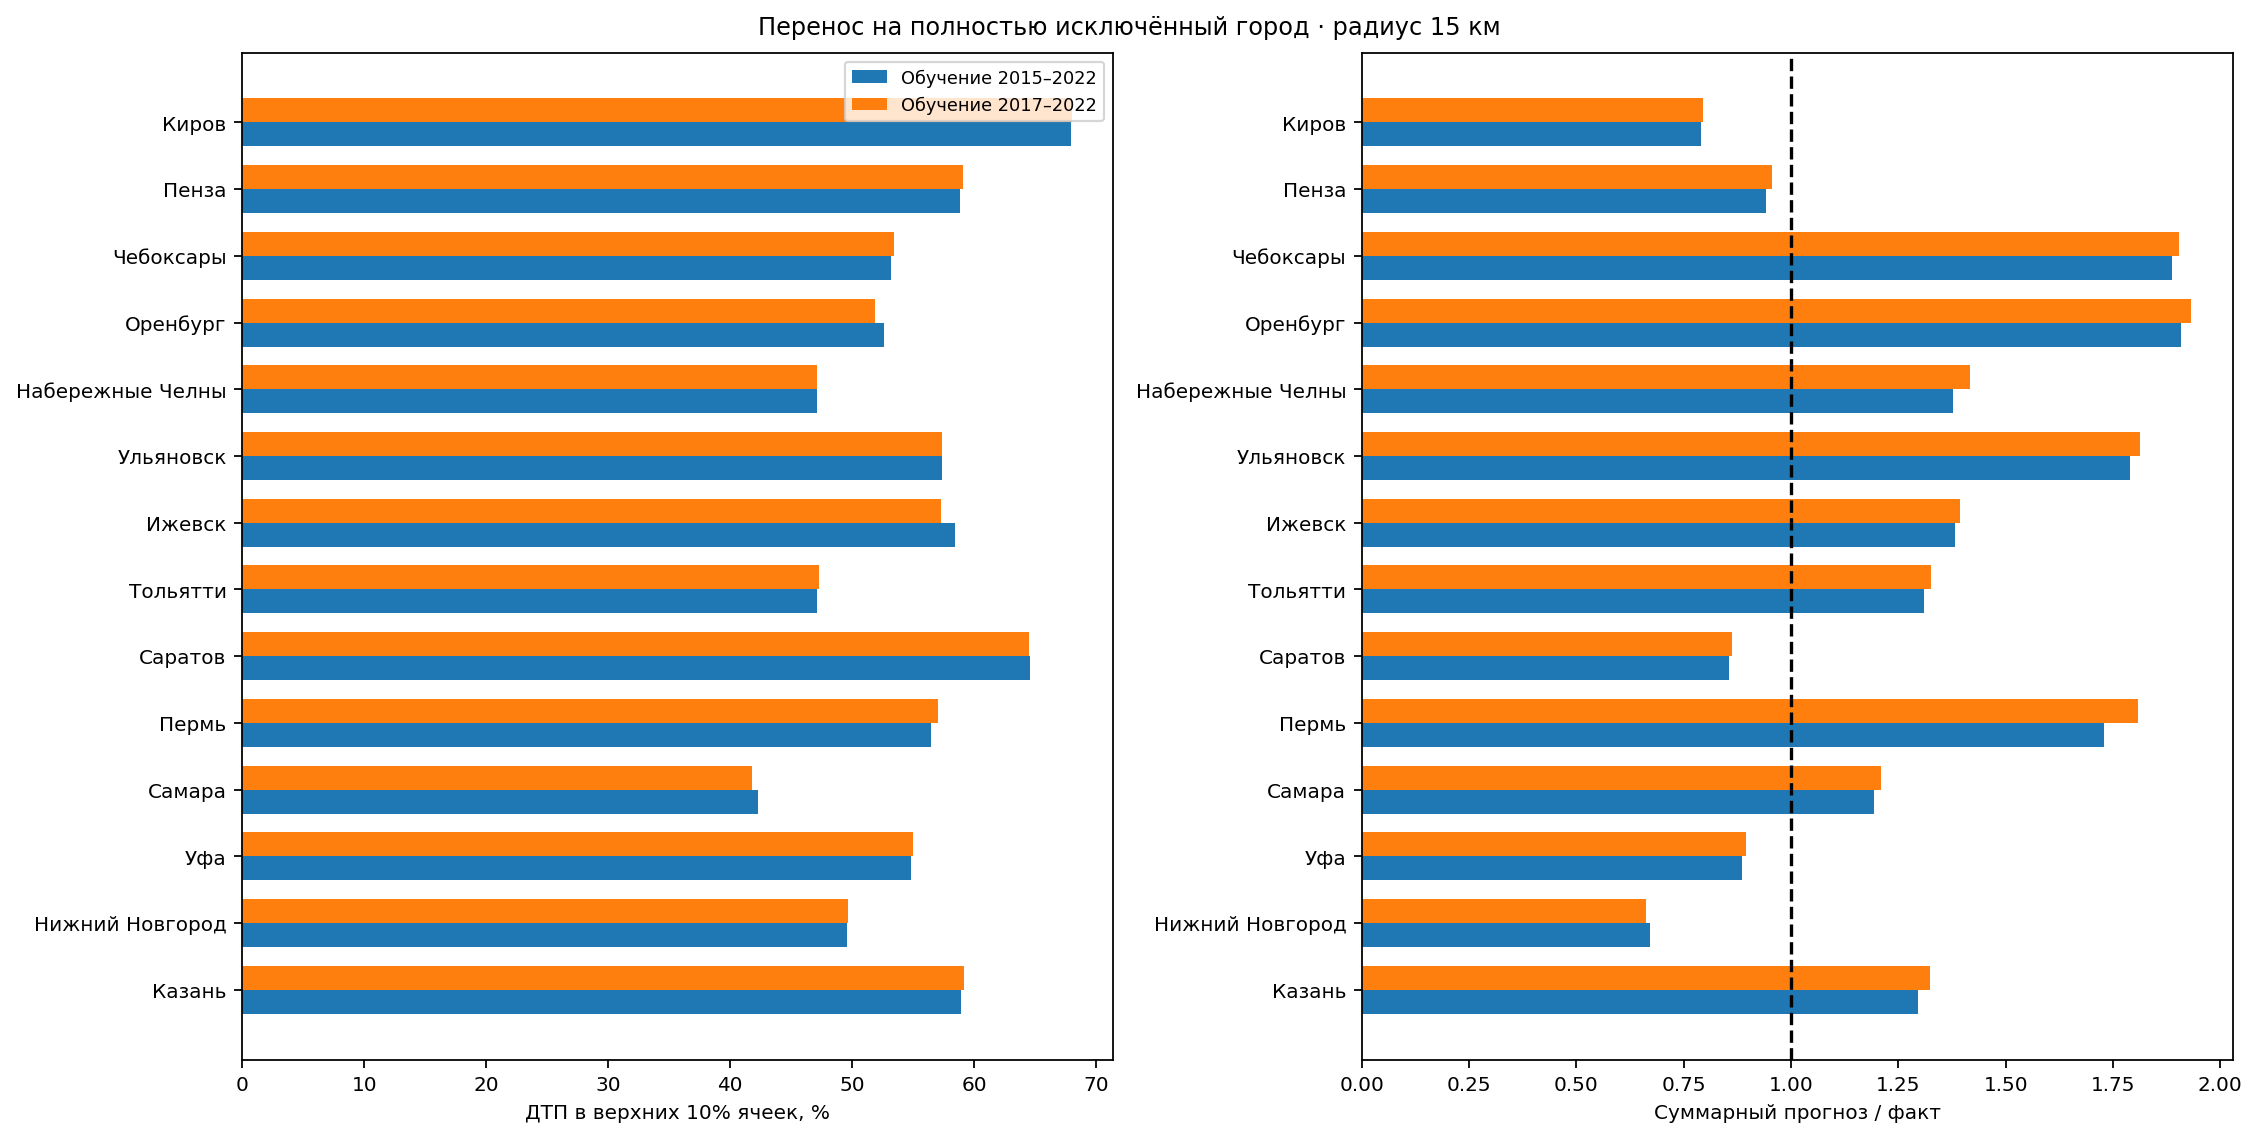 Перенос на полностью исключённый город · радиус 15 км
Обучение 2015–2022
Обучение 2017–2022
Киров
Пенза
Чебоксары
Оренбург
Набережные Челны
Ульяновск
Ижевск
Тольятти
Саратов
Пермь
Самара
Уфа
Нижний Новгород
Казань
0 10 20 30 40 50 60 70
ДТП в верхних 10% ячеек, %
Киров
Пенза
Чебоксары
Оренбург
Набережные Челны
Ульяновск
Ижевск
Тольятти
Саратов
Пермь
Самара
Уфа
Нижний Новгород
Казань
0.00 0.25 0.50 0.75 1.00 1.25 1.50 1.75 2.00
Суммарный прогноз / факт